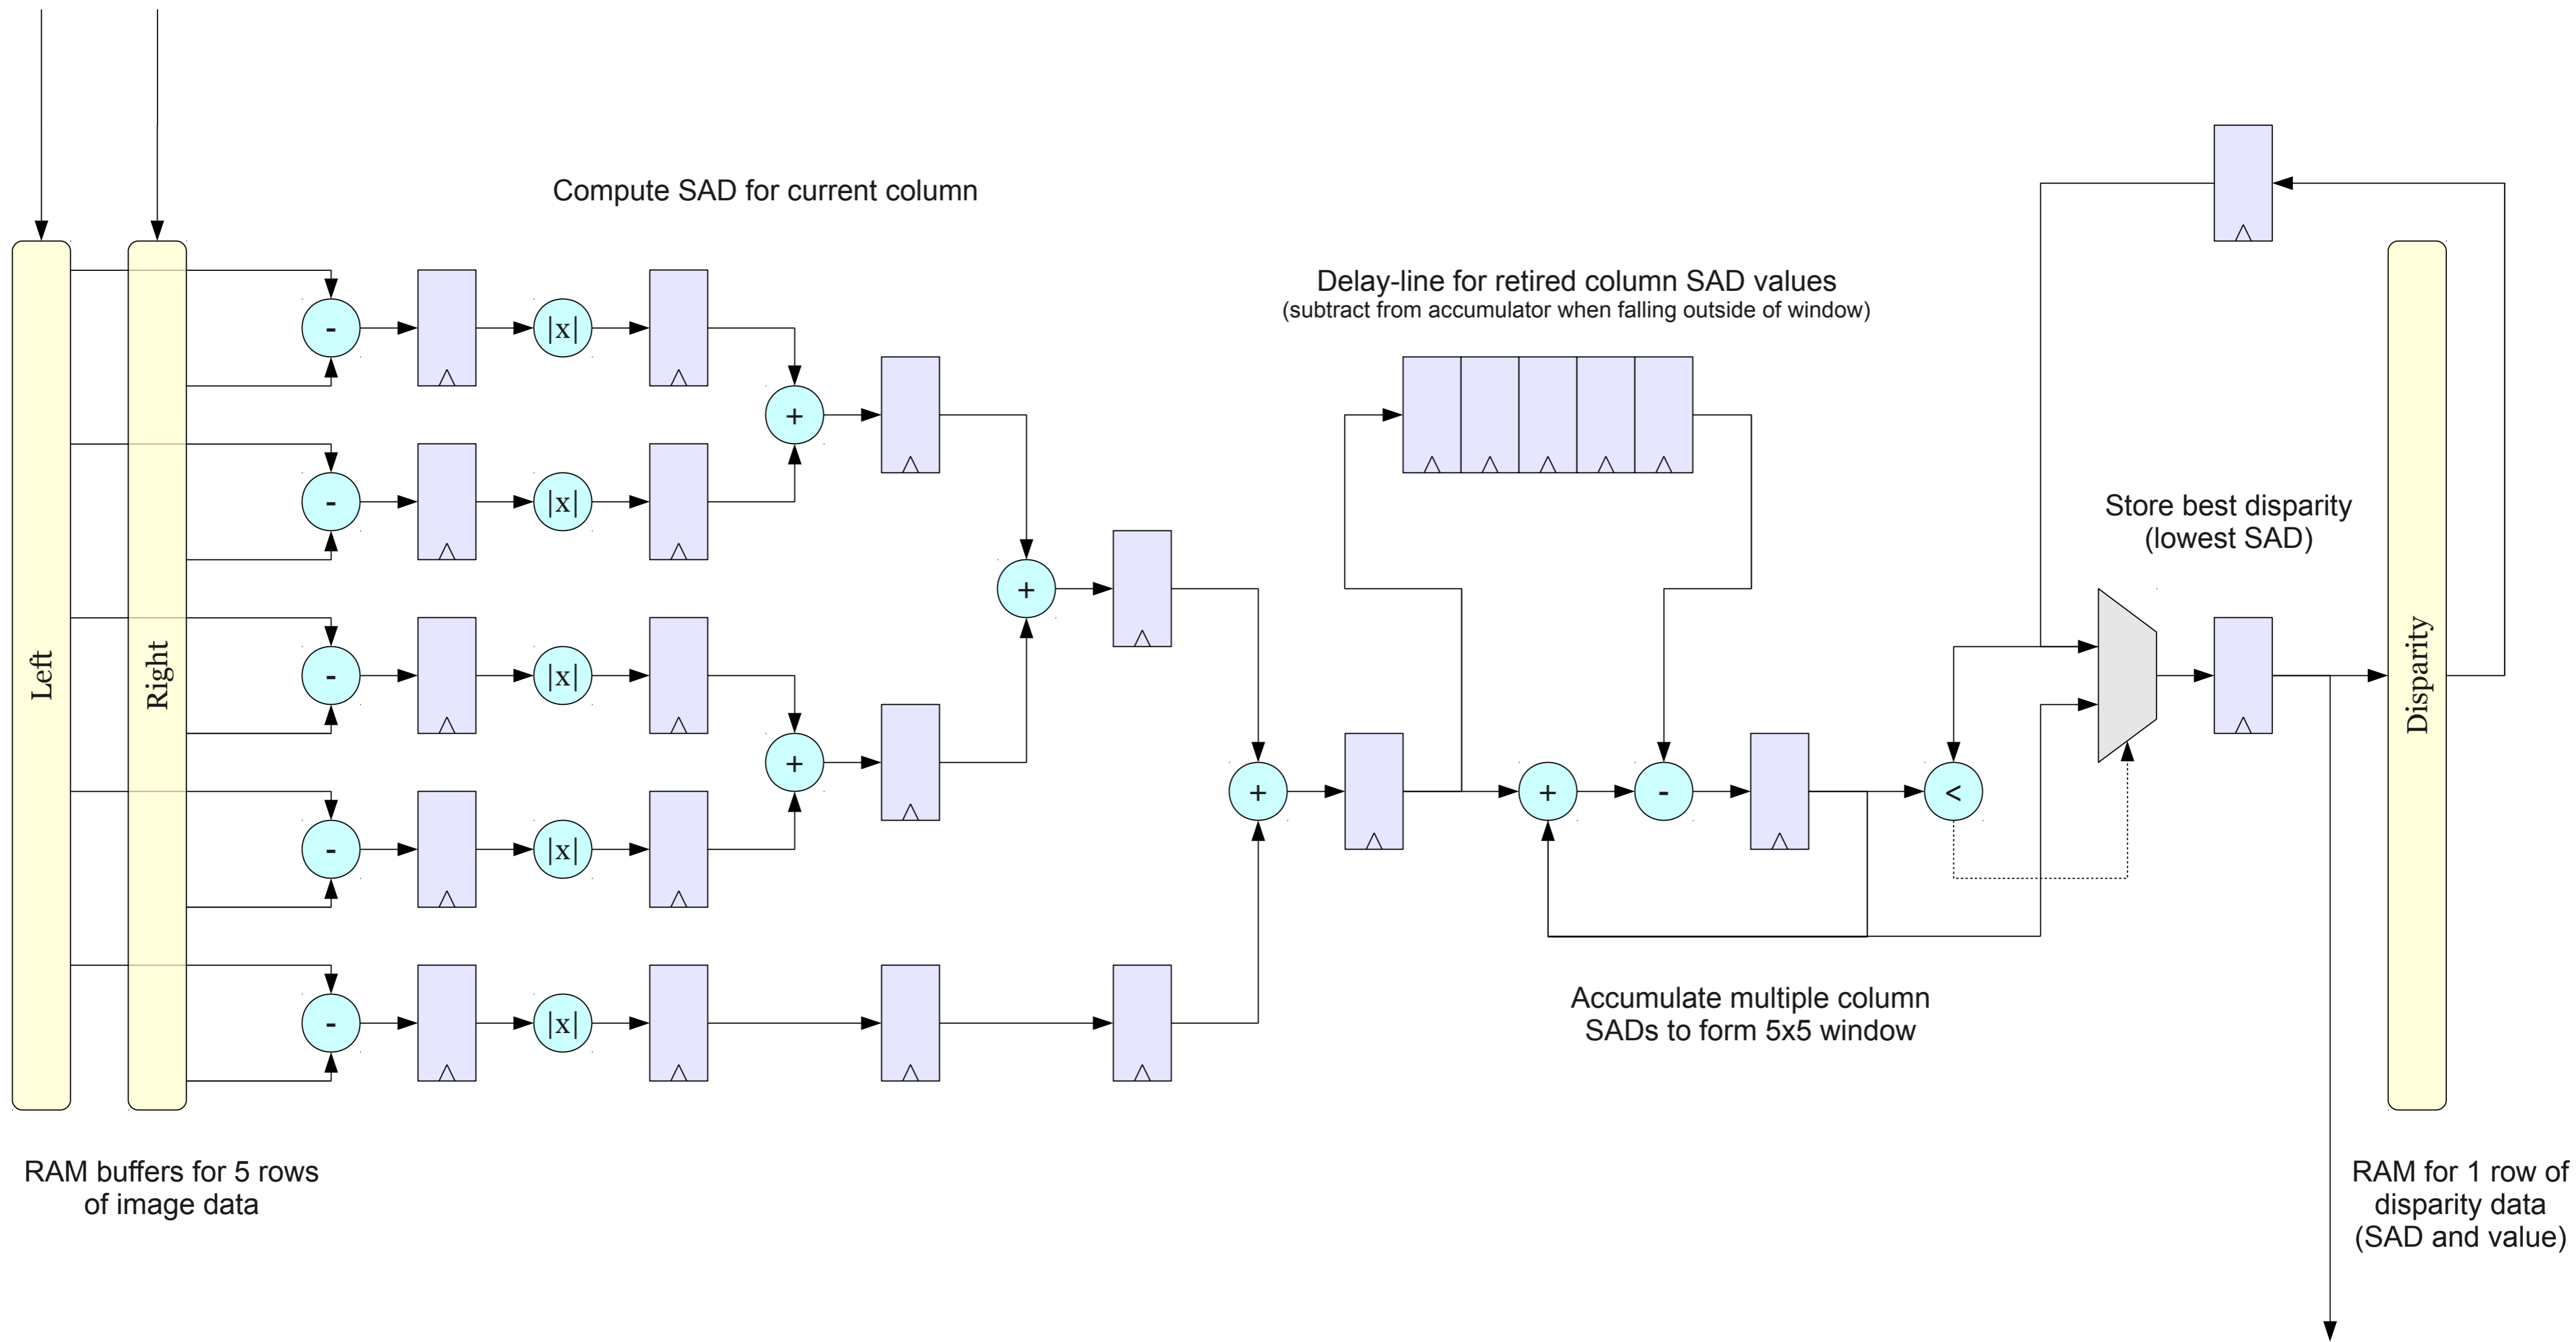 Compute SAD for current column
Delay-line for retired column SAD values
(subtract from accumulator when falling outside of window)
Store best disparity
(lowest SAD)
Left
Right
Disparity
-
|x|
+
-
|x|
+
-
|x|
+
-
|x|
-
|x|
+
+
-
<
Accumulate multiple column
SADs to form 5x5 window
RAM buffers for 5 rows
of image data
RAM for 1 row of
disparity data
(SAD and value)